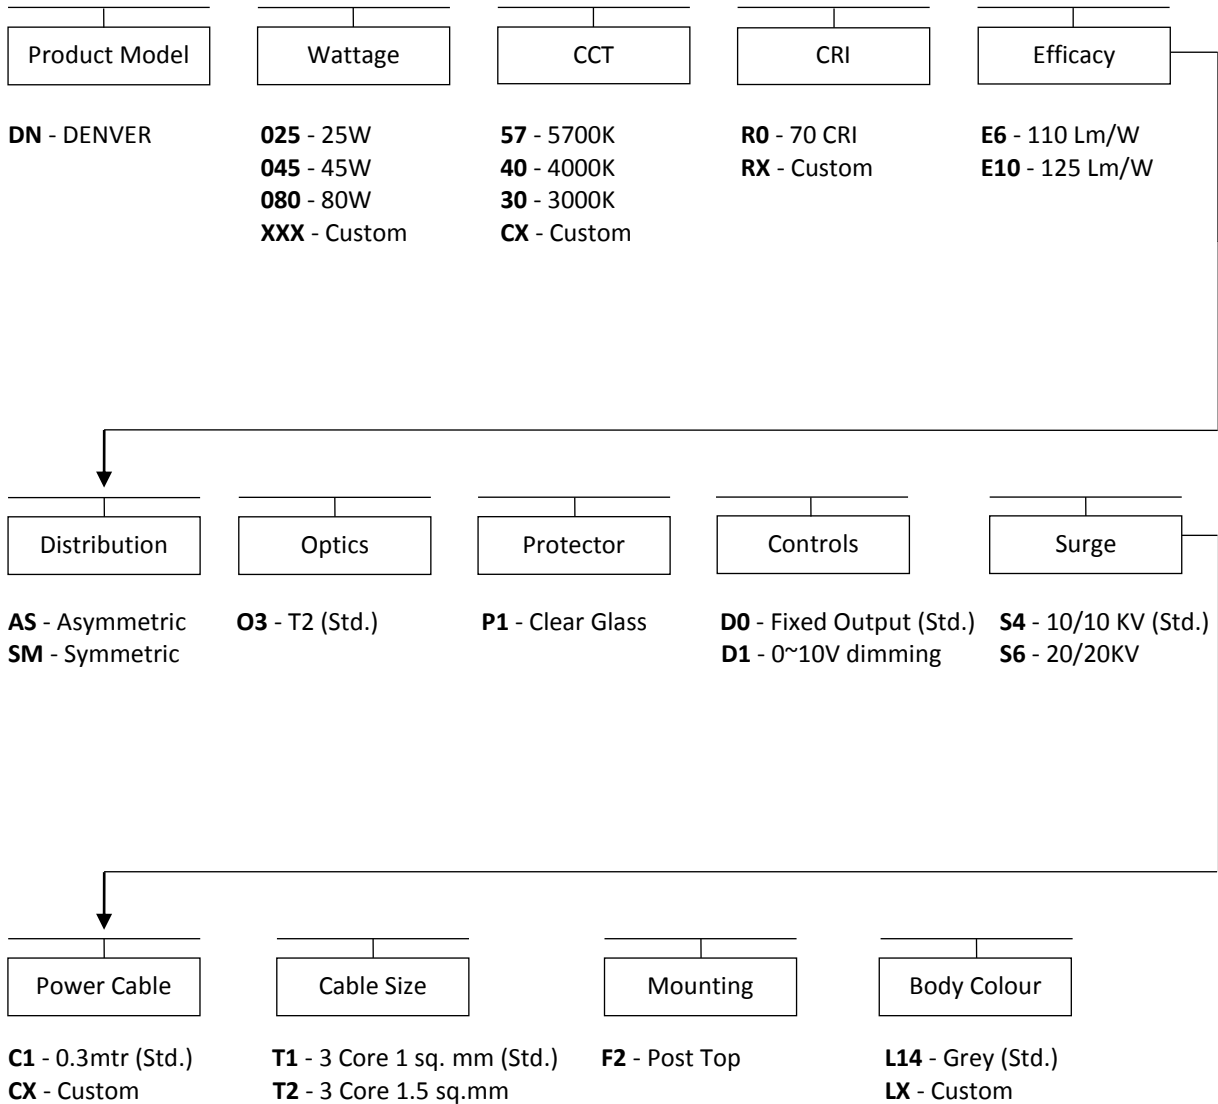 Product Model
Wattage
CCT
CRI
Efficacy
DN - DENVER
025 - 25W
045 - 45W
080 - 80W
XXX - Custom
57 - 5700K
40 - 4000K
30 - 3000K
CX - Custom
R0 - 70 CRI
RX - Custom
E6 - 110 Lm/W
E10 - 125 Lm/W
Distribution
Optics
Protector
Controls
Surge
AS - Asymmetric
SM - Symmetric
O3 - T2 (Std.)
P1 - Clear Glass
D0 - Fixed Output (Std.)
D1 - 0~10V dimming
S4 - 10/10 KV (Std.)
S6 - 20/20KV
Power Cable
Cable Size
Mounting
Body Colour
C1 - 0.3mtr (Std.)
CX - Custom
T1 - 3 Core 1 sq. mm (Std.)
T2 - 3 Core 1.5 sq.mm
F2 - Post Top
L14 - Grey (Std.)
LX - Custom